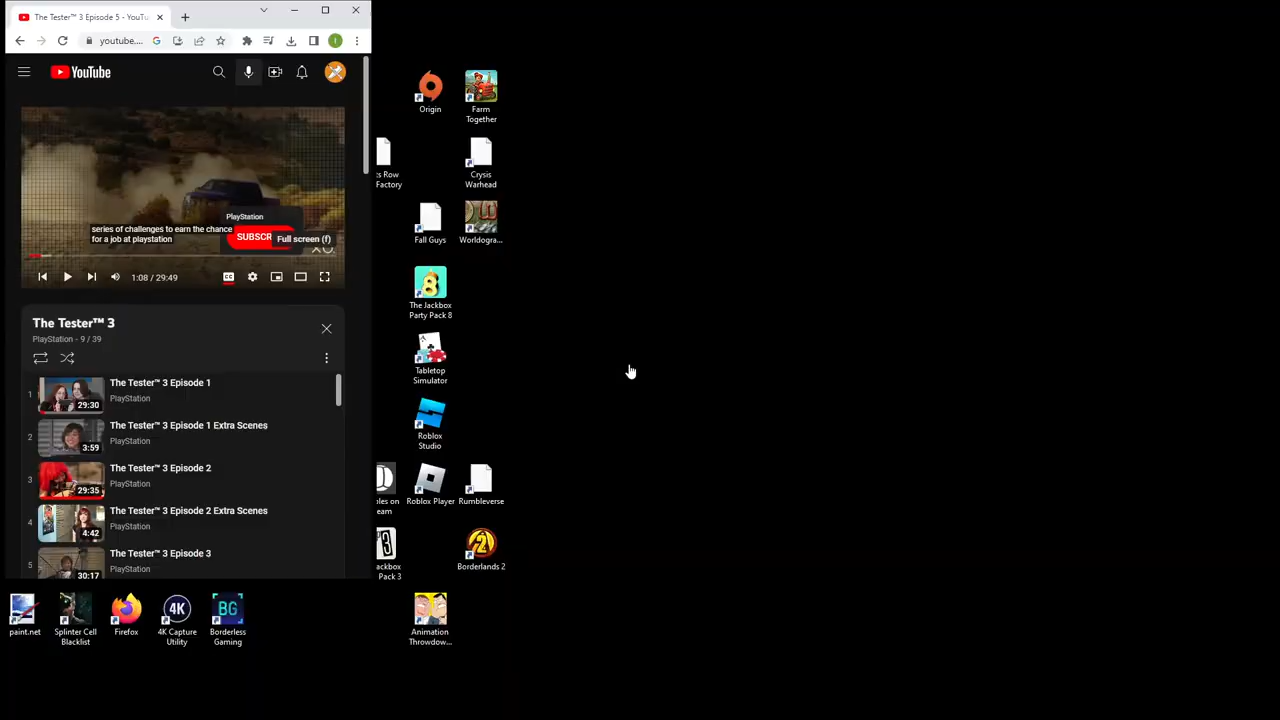 The Tester™ 3 Episode 5 - YouTu
youtube....
YouTube
PlayStation
series of challenges to earn the chance
for a job at playstation
SUBSCR
Full screen (f)
1:08 / 29:49
The Tester™ 3
PlayStation - 9 / 39
1
The Tester™ 3 Episode 1
PlayStation
29:30
2
The Tester™ 3 Episode 1 Extra Scenes
PlayStation
3:59
3
The Tester™ 3 Episode 2
PlayStation
29:35
4
The Tester™ 3 Episode 2 Extra Scenes
PlayStation
4:42
5
The Tester™ 3 Episode 3
PlayStation
30:17
Origin
Farm
Together
ts Row
Factory
Crysis
Warhead
Fall Guys
Worldogra...
The Jackbox
Party Pack 8
Tabletop
Simulator
Roblox
Studio
bles on
eam
Roblox Player
Rumbleverse
ackbox
Pack 3
Borderlands 2
paint.net
Splinter Cell
Blacklist
Firefox
4K
4K Capture
Utility
BG
Borderless
Gaming
Animation
Throwdow...